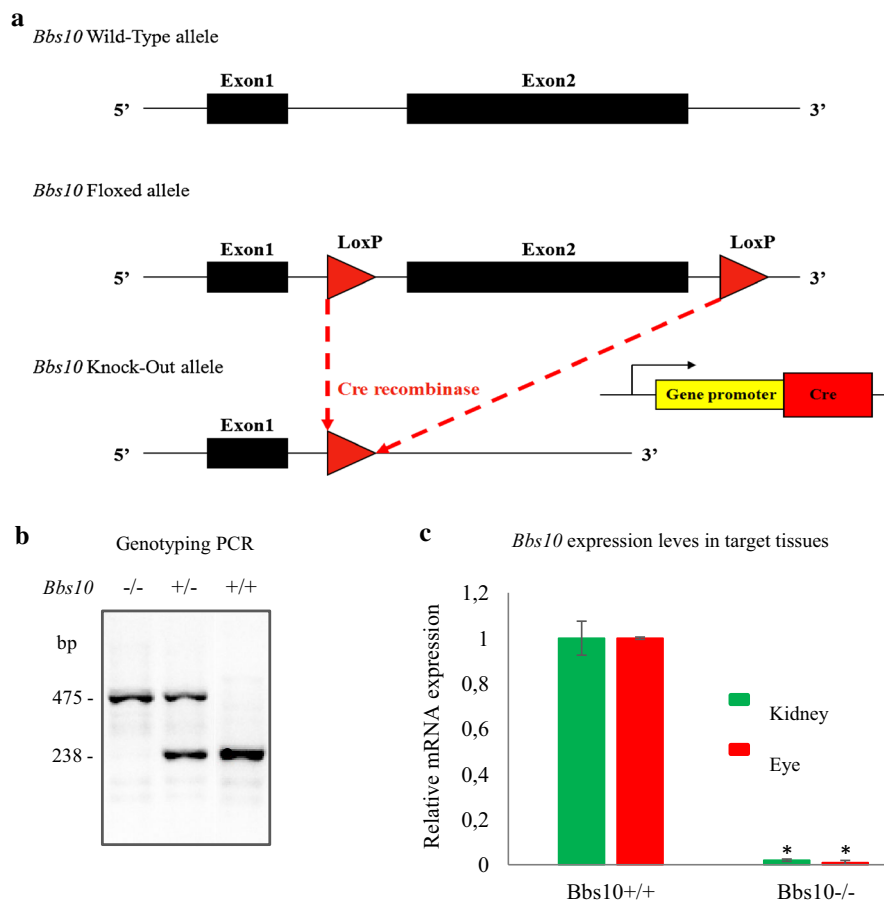 a
Bbs10 Wild-Type allele
Exon1 Exon2
5’ 3’
Bbs10 Floxed allele
Exon1 LoxP Exon2 LoxP
5’ 3’
Bbs10 Knock-Out allele
Cre recombinase
Gene promoter Cre
Exon1
5’ 3’
b
Genotyping PCR
Bbs10 -/- +/- +/+
bp
475 -
238 -
c
Bbs10 expression leves in target tissues
Relative mRNA expression
1,2
1
0,8
0,6
0,4
0,2
0
Kidney
Eye
* *
Bbs10+/+ Bbs10-/-